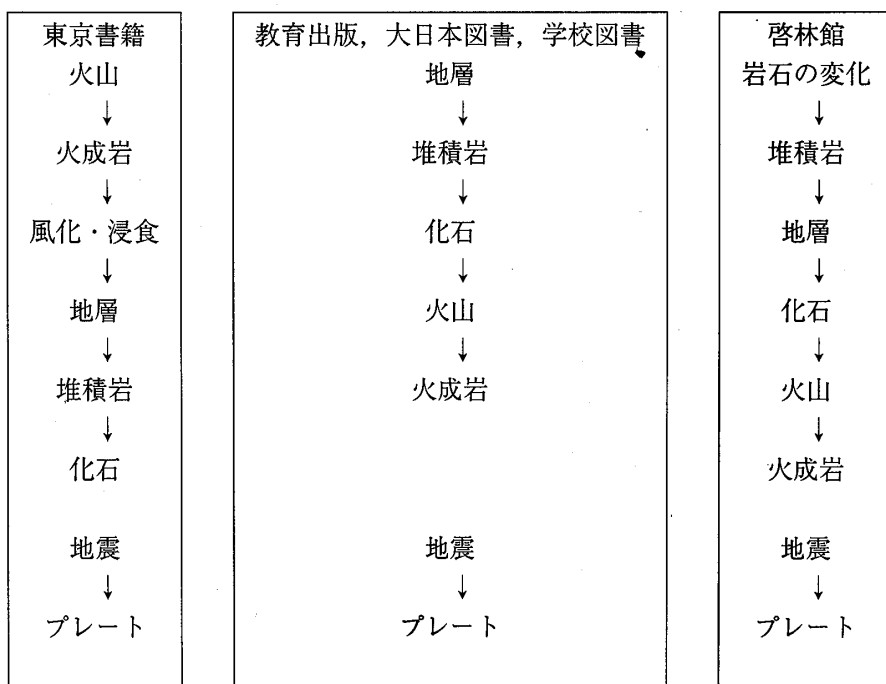 東京書籍
火山
↓
火成岩
↓
風化・浸食
↓
地層
↓
堆積岩
↓
化石
地震
↓
プレート
教育出版，大日本図書，学校図書
地層
↓
堆積岩
↓
化石
↓
火山
↓
火成岩
地震
↓
プレート
啓林館
岩石の変化
↓
堆積岩
↓
地層
↓
化石
↓
火山
↓
火成岩
地震
↓
プレート